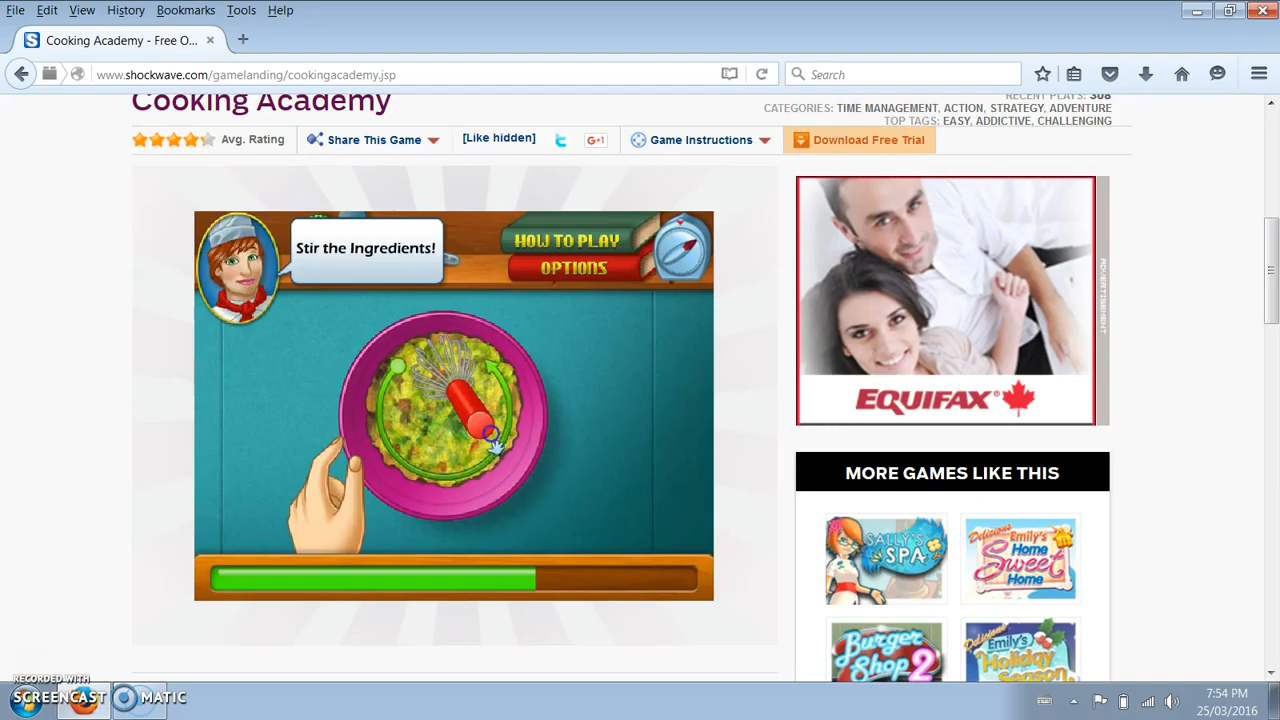 File Edit View History Bookmarks Tools Help
Cooking Academy - Free O...
www.shockwave.com/gamelanding/cookingacademy.jsp
Search
Cooking Academy
RECENT PLAYS: 308
CATEGORIES: TIME MANAGEMENT, ACTION, STRATEGY, ADVENTURE
TOP TAGS: EASY, ADDICTIVE, CHALLENGING
Avg. Rating
Share This Game
[Like hidden]
G+1
Game Instructions
Download Free Trial
Stir the Ingredients!
HOW TO PLAY
OPTIONS
ADVERTISEMENT
EQUIFAX
MORE GAMES LIKE THIS
SALLY'S
SPA
Delicious
Emily's
Home
Sweet
Home
Burger
Shop 2
Delicious
Emily's
Holiday
Season
RECORDED WITH
SCREENCAST MATIC
7:54 PM
25/03/2016